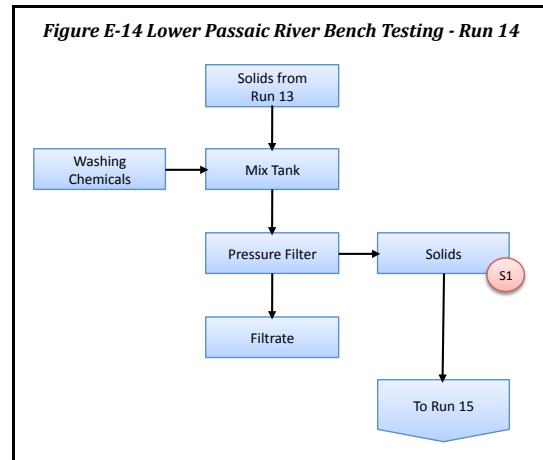 Figure E-14 Lower Passaic River Bench Testing - Run 14
Solids from
Run 13
Washing
Chemicals
Mix Tank
Pressure Filter
Solids
S1
Filtrate
To Run 15